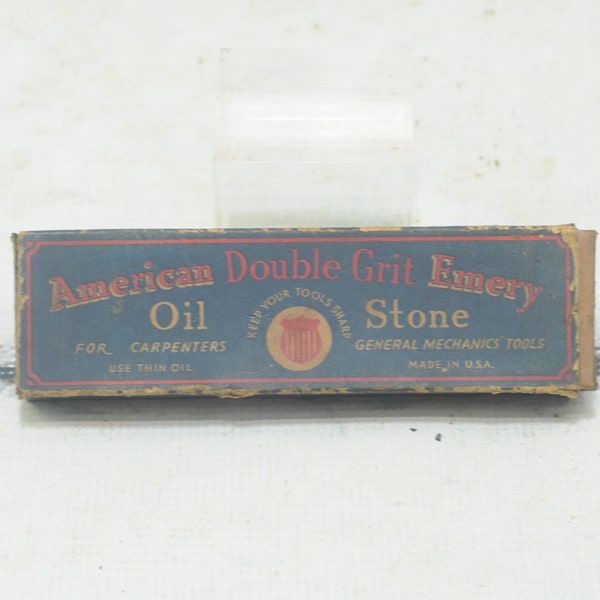 American Double Grit Emery
Oil Stone
KEEP YOUR TOOLS SHARP
FOR CARPENTERS GENERAL MECHANICS TOOLS
USE THIN OIL MADE IN U.S.A.